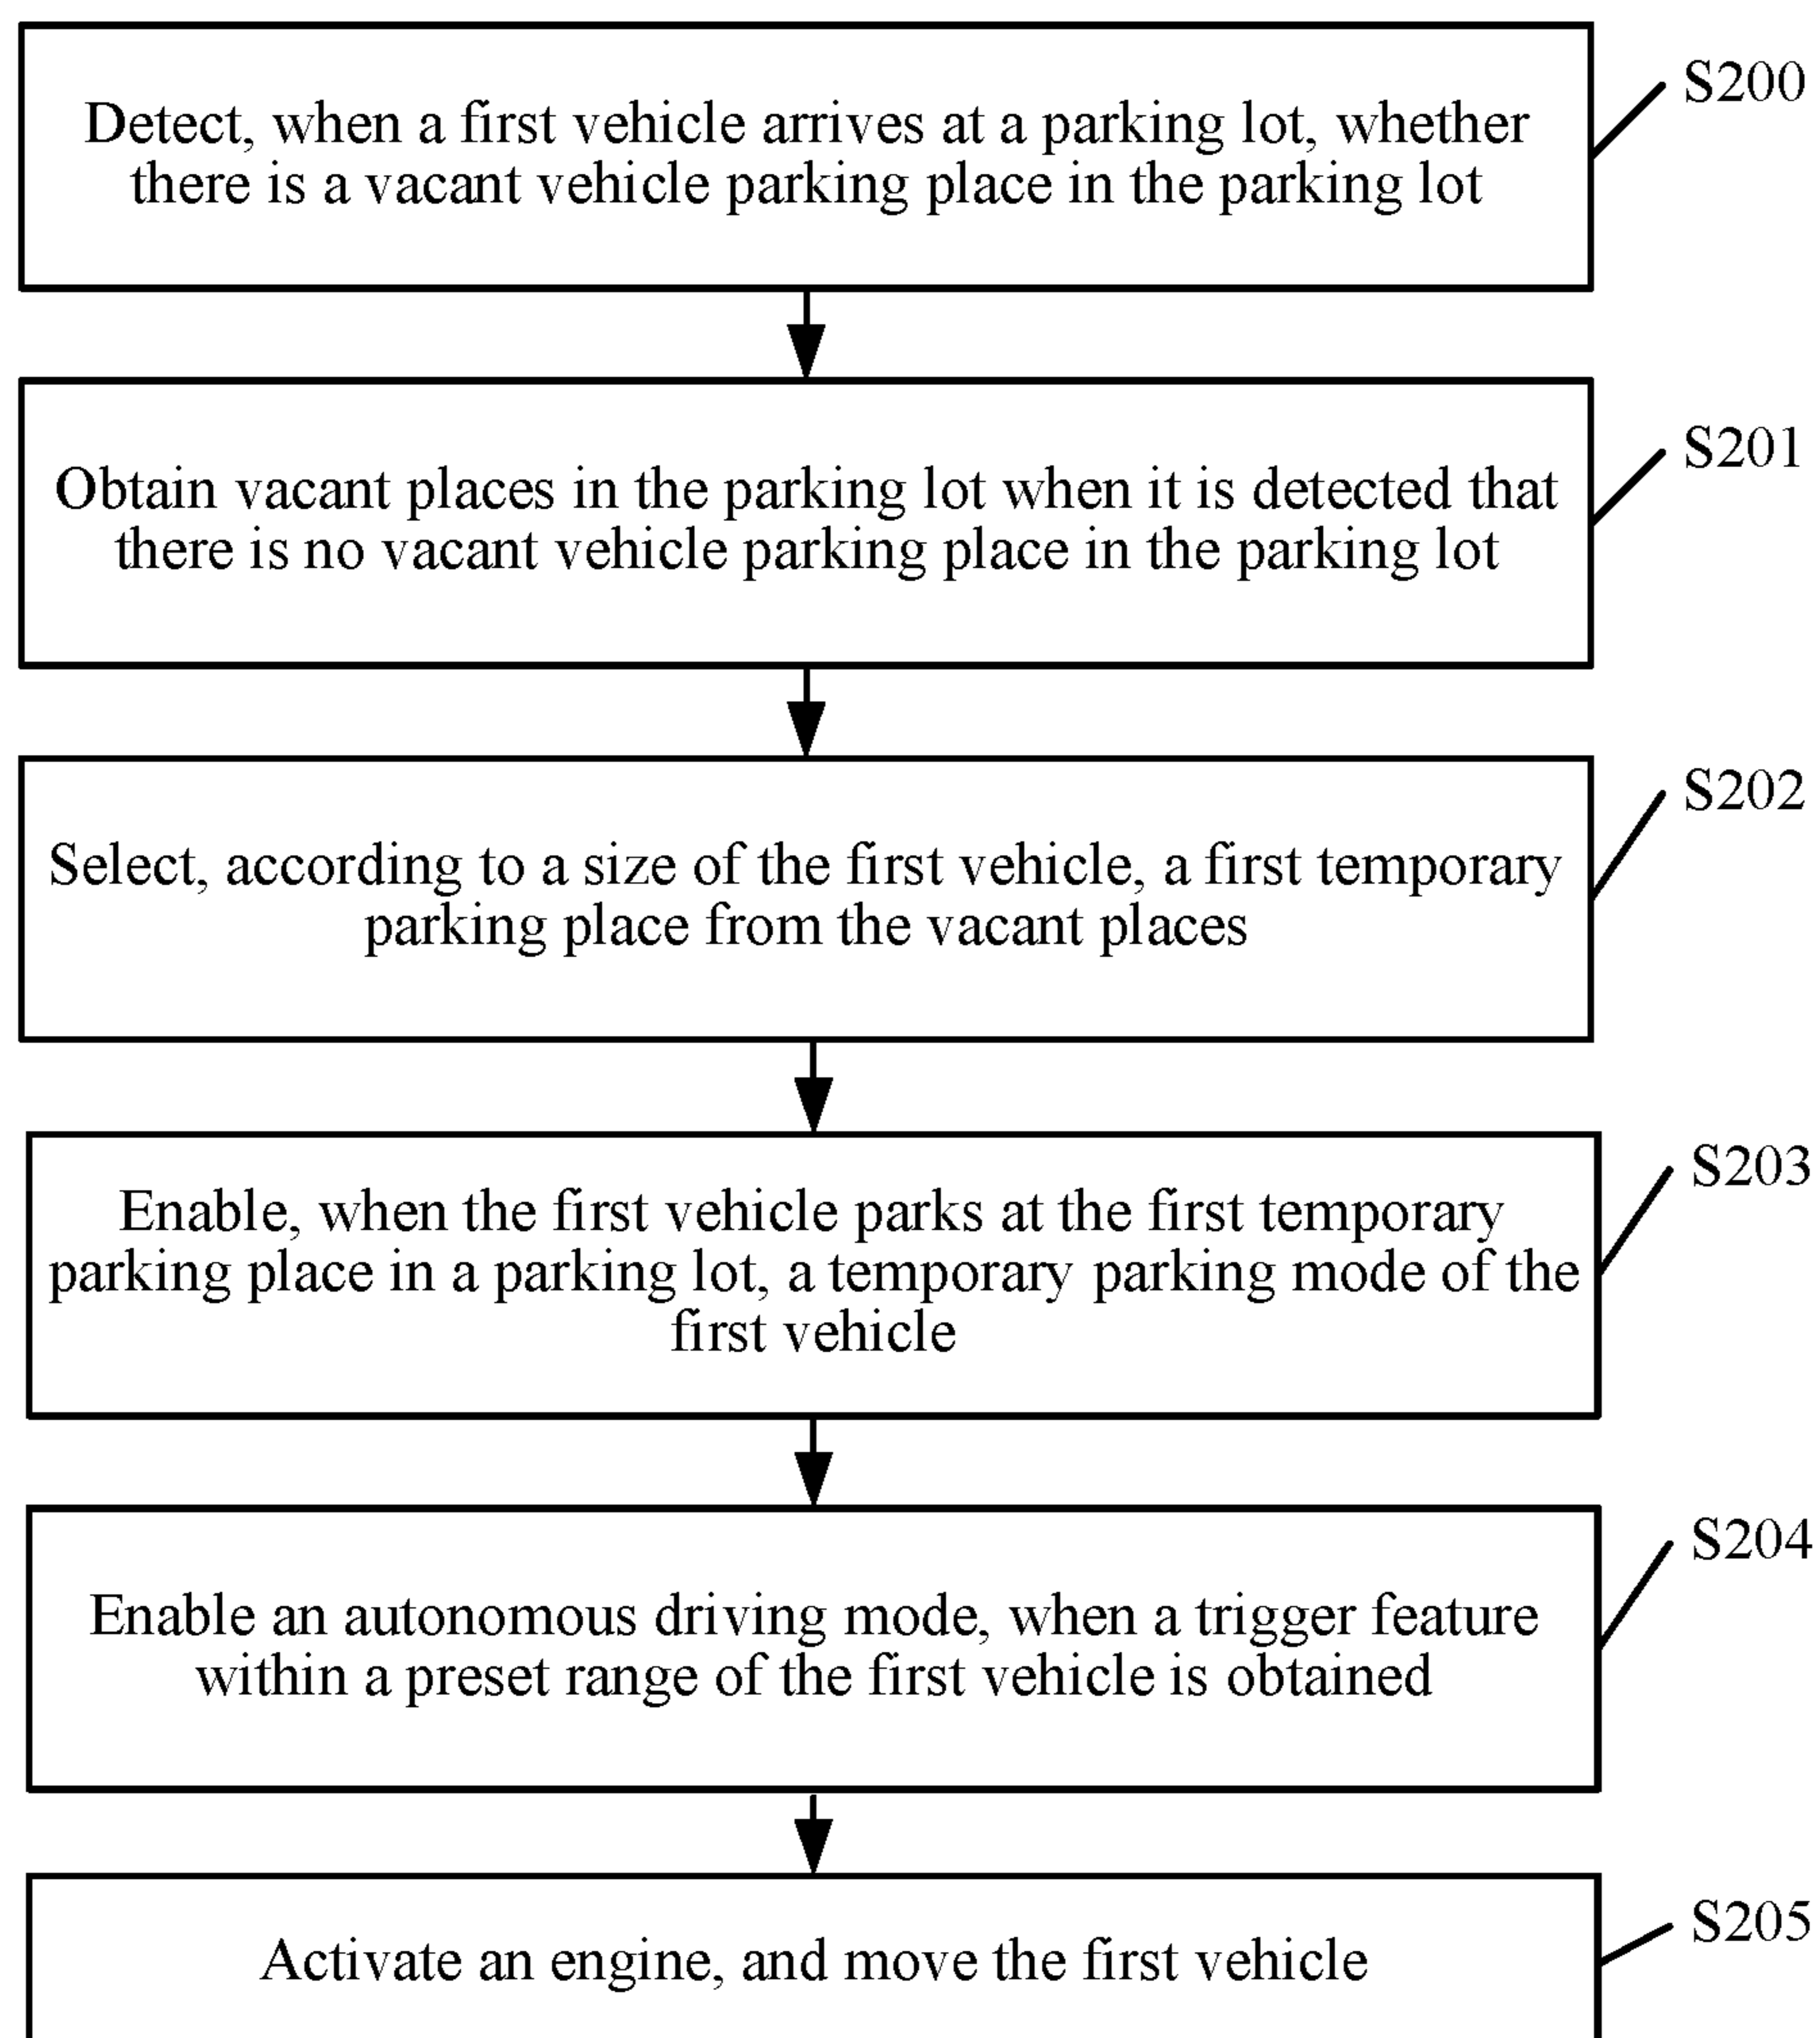 Detect, when a first vehicle arrives at a parking lot, whether
there is a vacant vehicle parking place in the parking lot
S200
Obtain vacant places in the parking lot when it is detected that
there is no vacant vehicle parking place in the parking lot
S201
Select, according to a size of the first vehicle, a first temporary
parking place from the vacant places
S202
Enable, when the first vehicle parks at the first temporary
parking place in a parking lot, a temporary parking mode of the
first vehicle
S203
Enable an autonomous driving mode, when a trigger feature
within a preset range of the first vehicle is obtained
S204
Activate an engine, and move the first vehicle
S205